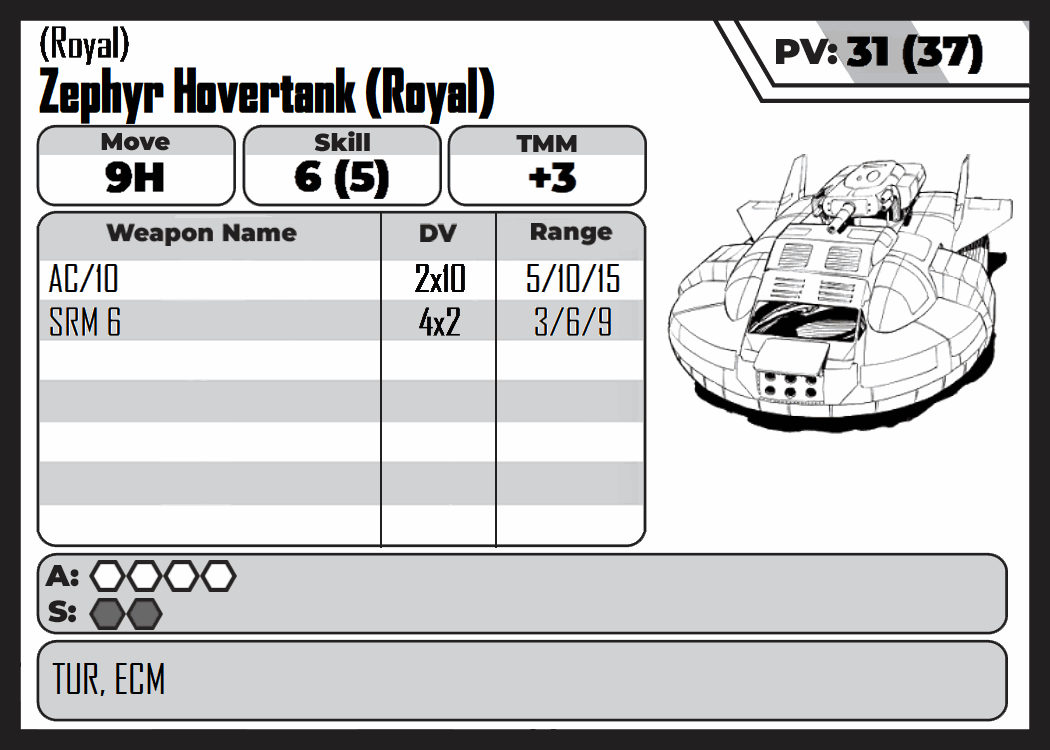 (Royal)
Zephyr Hovertank (Royal)
PV: 31 (37)
Move Skill TMM
9H 6 (5) +3
Weapon Name DV Range
AC/10 2x10 5/10/15
SRM 6 4x2 3/6/9
A:
S:
TUR, ECM